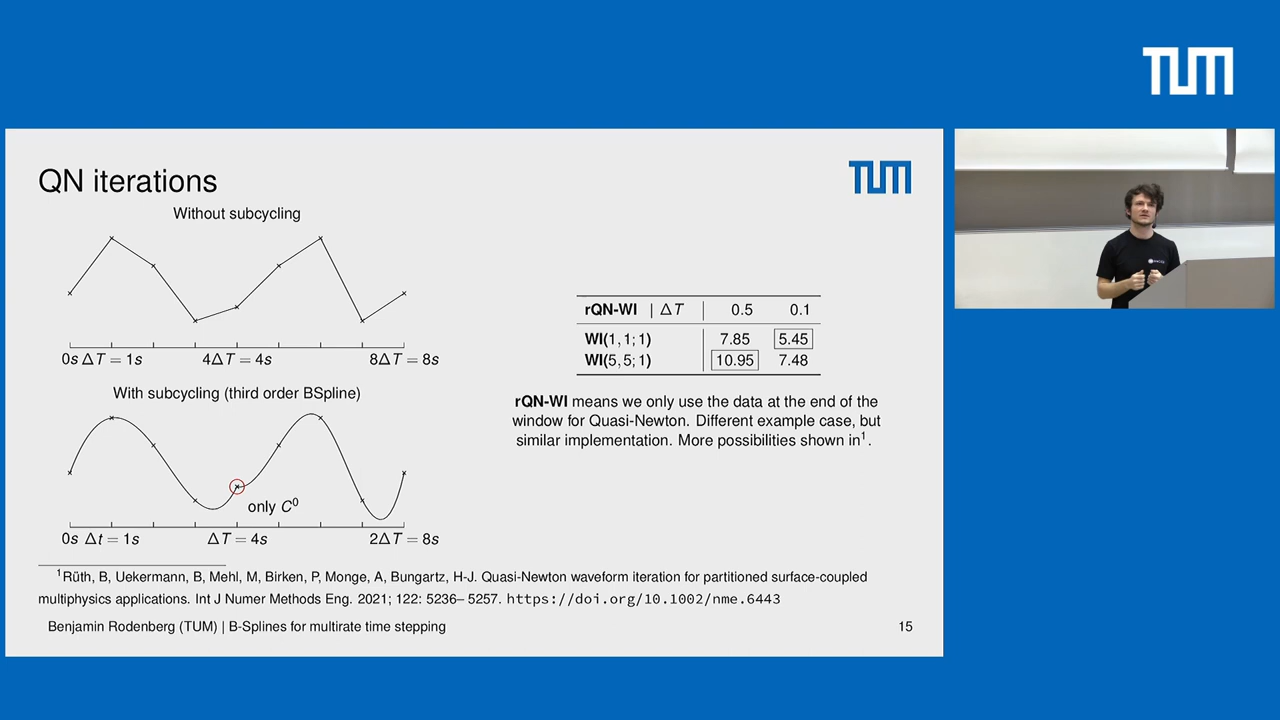 TUM
QN iterations
TUM
Without subcycling
0s ΔT = 1s 4ΔT = 4s 8ΔT = 8s
With subcycling (third order BSpline)
only C⁰
0s Δt = 1s ΔT = 4s 2ΔT = 8s
rQN-WI | ΔT | 0.5 0.1
WI(1, 1; 1) 7.85 5.45
WI(5, 5; 1) 10.95 7.48
rQN-WI means we only use the data at the end of the
window for Quasi-Newton. Different example case, but
similar implementation. More possibilities shown in¹.
¹Rüth, B, Uekermann, B, Mehl, M, Birken, P, Monge, A, Bungartz, H-J. Quasi-Newton waveform iteration for partitioned surface-coupled
multiphysics applications. Int J Numer Methods Eng. 2021; 122: 5236– 5257. https://doi.org/10.1002/nme.6443
Benjamin Rodenberg (TUM) | B-Splines for multirate time stepping 15